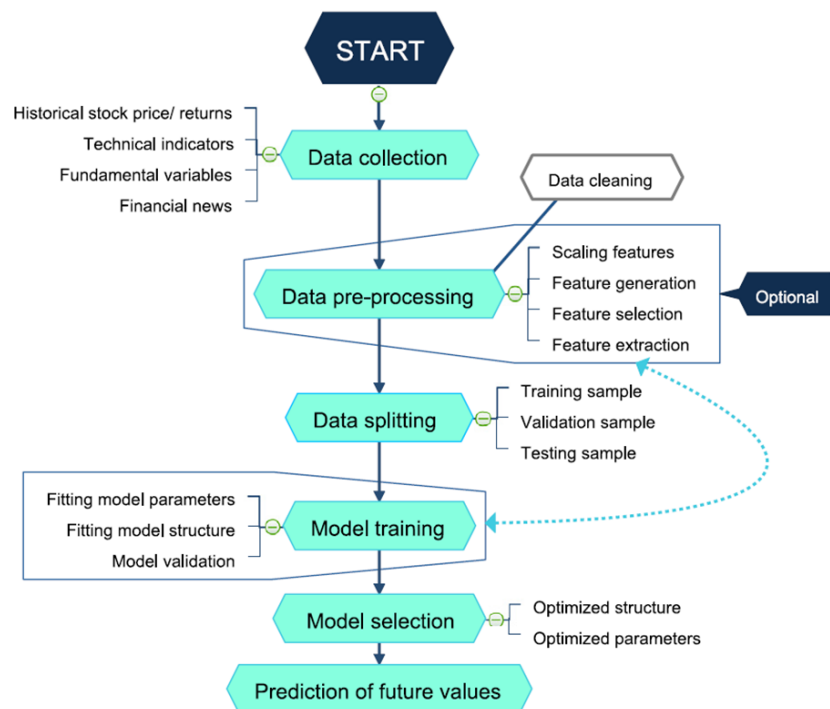 START
Historical stock price/ returns
Technical indicators
Fundamental variables
Financial news
Data collection
Data cleaning
Data pre-processing
Scaling features
Feature generation
Feature selection
Feature extraction
Optional
Data splitting
Training sample
Validation sample
Testing sample
Fitting model parameters
Fitting model structure
Model validation
Model training
Model selection
Optimized structure
Optimized parameters
Prediction of future values